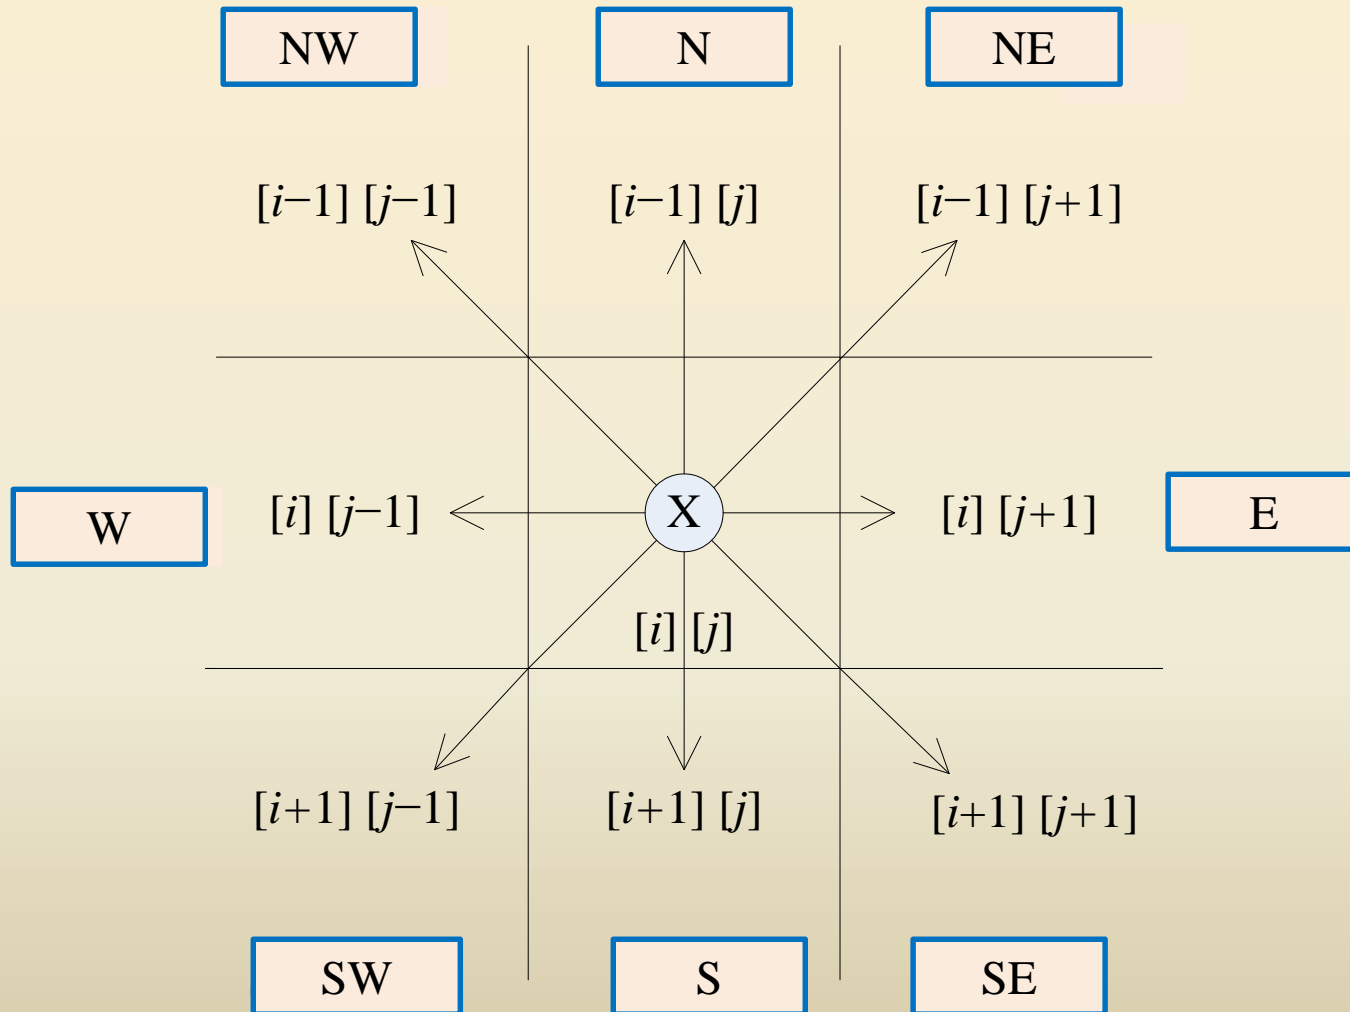 NW N NE
[i−1] [j−1] [i−1] [j] [i−1] [j+1]
W [i] [j−1] X [i] [j+1] E
[i] [j]
[i+1] [j−1] [i+1] [j] [i+1] [j+1]
SW S SE